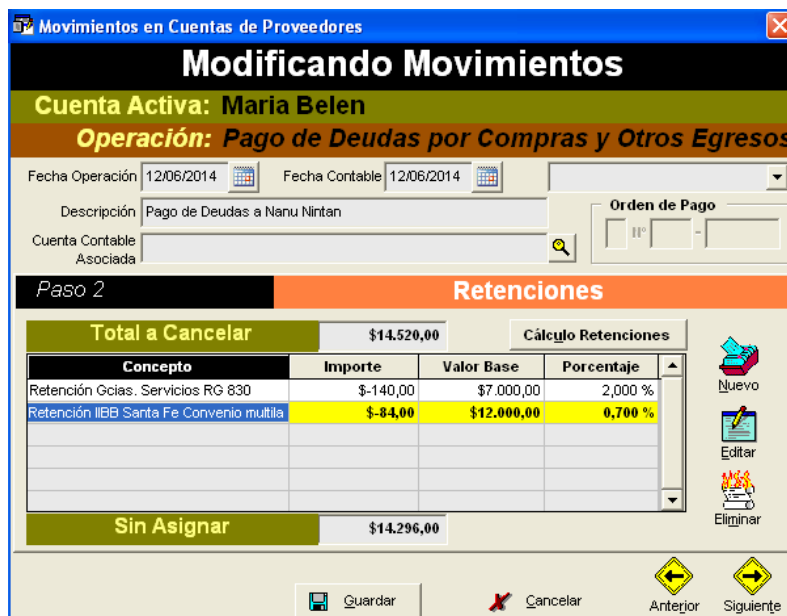 Movimientos en Cuentas de Proveedores
Modificando Movimientos
Cuenta Activa: Maria Belen
Operación: Pago de Deudas por Compras y Otros Egresos
Fecha Operación 12/06/2014 Fecha Contable 12/06/2014
Descripción Pago de Deudas a Nanu Nintan
Orden de Pago
Nº -
Cuenta Contable
Asociada
Paso 2 Retenciones
Total a Cancelar $14.520,00 Cálculo Retenciones
Concepto Importe Valor Base Porcentaje
Retención Gcias. Servicios RG 830 $-140,00 $7.000,00 2,000 %
Retención IIBB Santa Fe Convenio multila $-84,00 $12.000,00 0,700 %
Nuevo
Editar
Eliminar
Sin Asignar $14.296,00
Guardar Cancelar Anterior Siguiente